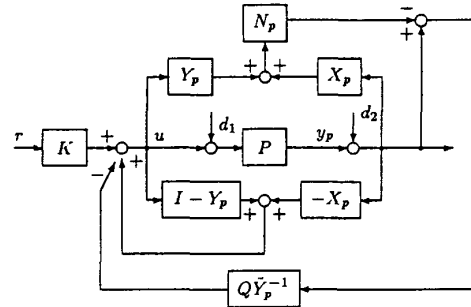 N_p
−
+
Y_p
+ +
X_p
d_1
d_2
r
K
+
u
P
y_p
−
+
I − Y_p
+ +
−X_p
QỸ_p^{-1}